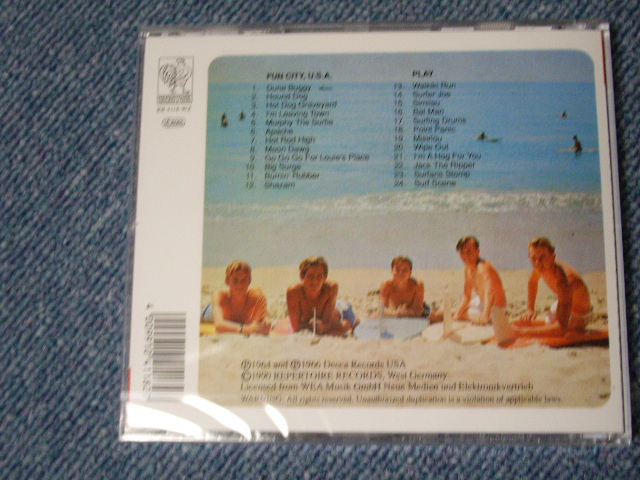 FUN CITY, U.S.A.
1. Dune Buggy
2. Hound Dog
3. Hot Dog Graveyard
4. I'm Leaving Town
5. Murphy The Surfie
6. Apache
7. Hot Rod High
8. Moon Dawg
9. Go Go Go For Louie's Place
10. Big Surge
11. Burnin' Rubber
12. Shazam
PLAY
13. Waikiki Run
14. Surfer Joe
15. Similau
16. Bat Man
17. Surfing Drums
18. Point Panic
19. Misirlou
20. Wipe Out
21. I'm A Hog For You
22. Jack The Ripper
23. Surfer's Stomp
24. Surf Scene
Ⓟ1964 and Ⓟ1966 Decca Records USA
©1990 REPERTOIRE RECORDS, West Germany
Licensed from WEA Musik GmbH Neue Medien und Elektronikvertrieb
WARNING. All rights reserved. Unauthorized duplication is a violation of applicable laws.